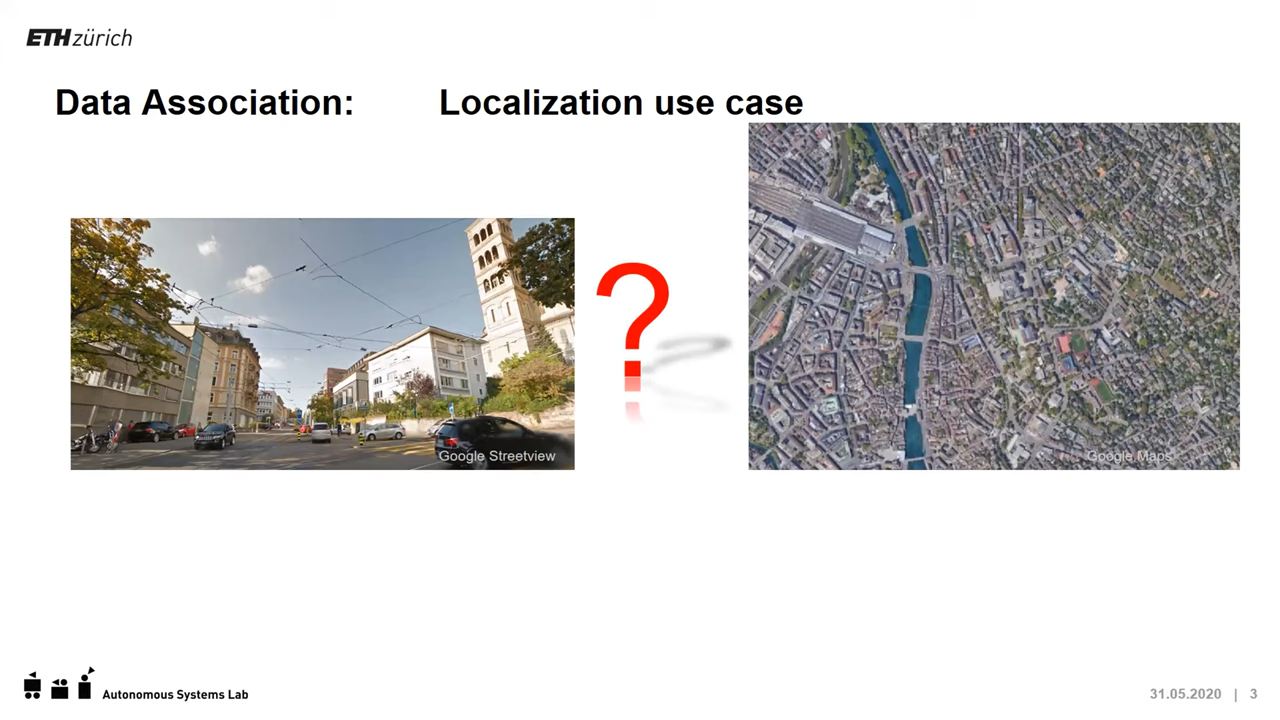 ETH zürich
Data Association: Localization use case
?
Google Streetview
Google Maps
Autonomous Systems Lab
31.05.2020 | 3